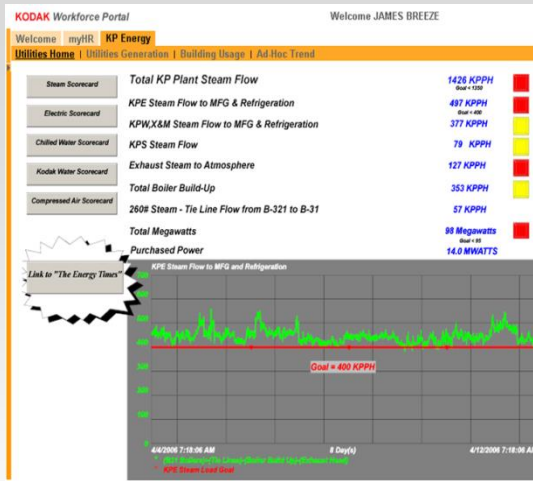 KODAK Workforce Portal
Welcome JAMES BREEZE
Welcome myHR KP Energy
Utilities Home | Utilities Generation | Building Usage | Ad-Hoc Trend
Steam Scorecard
Electric Scorecard
Chilled Water Scorecard
Kodak Water Scorecard
Compressed Air Scorecard
Link to "The Energy Times"
Total KP Plant Steam Flow 1426 KPPH
Goal < 1350
KPE Steam Flow to MFG & Refrigeration 497 KPPH
Goal < 400
KPW,X&M Steam Flow to MFG & Refrigeration 377 KPPH
KPS Steam Flow 79 KPPH
Exhaust Steam to Atmosphere 127 KPPH
Total Boiler Build-Up 353 KPPH
260# Steam - Tie Line Flow from B-321 to B-31 57 KPPH
Total Megawatts 98 Megawatts
Goal < 95
Purchased Power 14.0 MWATTS
KPE Steam Flow to MFG and Refrigeration
500
400
300
200
100
0
Goal = 400 KPPH
4/4/2006 7:18:06 AM 8 Day(s) 4/12/2006 7:18:06 AM
KPE Steam Load Goal